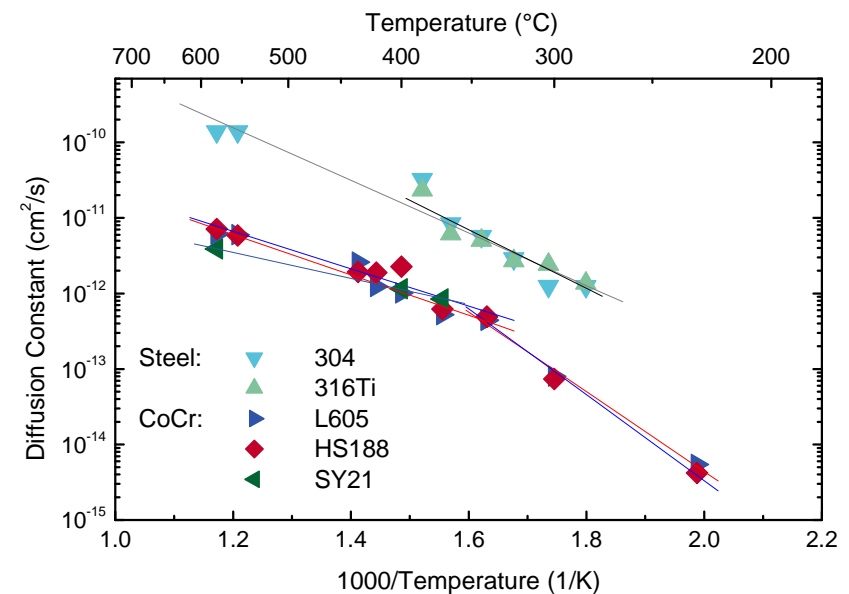 Temperature (°C)
700 600 500 400 300 200
Diffusion Constant (cm²/s)
10⁻¹⁰
10⁻¹¹
10⁻¹²
10⁻¹³
10⁻¹⁴
10⁻¹⁵
Steel: 304
316Ti
CoCr: L605
HS188
SY21
1.0 1.2 1.4 1.6 1.8 2.0 2.2
1000/Temperature (1/K)